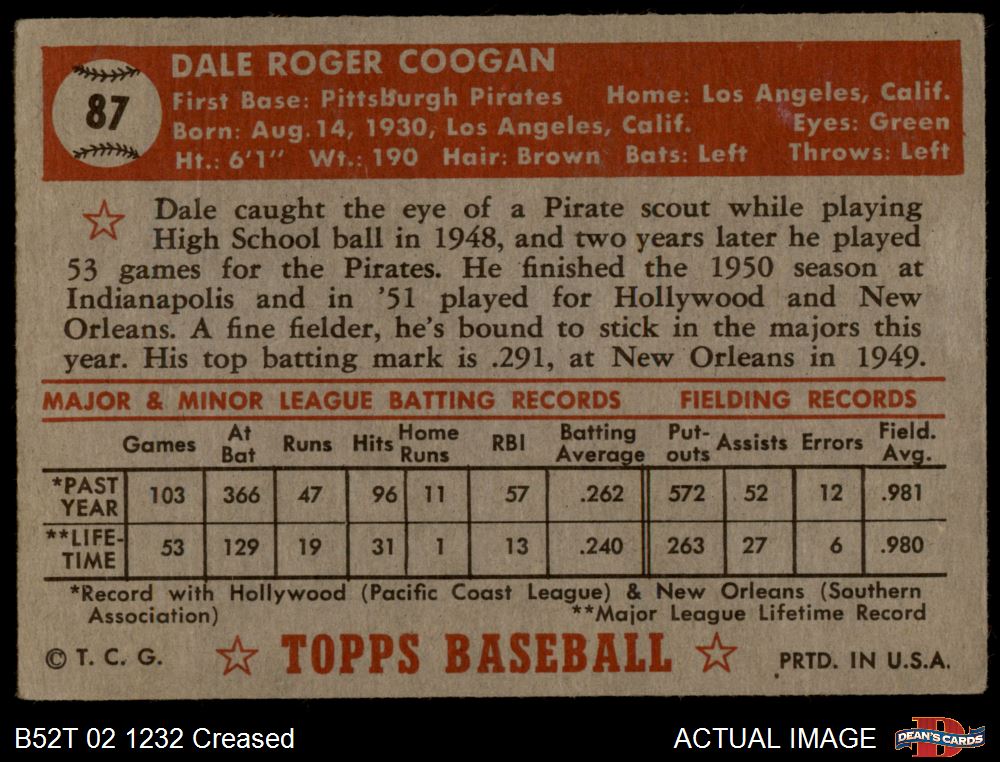 87
DALE ROGER COOGAN
First Base: Pittsburgh Pirates Home: Los Angeles, Calif.
Born: Aug. 14, 1930, Los Angeles, Calif. Eyes: Green
Ht.: 6'1" Wt.: 190 Hair: Brown Bats: Left Throws: Left
Dale caught the eye of a Pirate scout while playing
High School ball in 1948, and two years later he played
53 games for the Pirates. He finished the 1950 season at
Indianapolis and in '51 played for Hollywood and New
Orleans. A fine fielder, he's bound to stick in the majors this
year. His top batting mark is .291, at New Orleans in 1949.
MAJOR & MINOR LEAGUE BATTING RECORDS FIELDING RECORDS
Games At Bat Runs Hits Home Runs RBI Batting Average Put-outs Assists Errors Field. Avg.
*PAST YEAR 103 366 47 96 11 57 .262 572 52 12 .981
**LIFE-TIME 53 129 19 31 1 13 .240 263 27 6 .980
*Record with Hollywood (Pacific Coast League) & New Orleans (Southern
Association) **Major League Lifetime Record
© T. C. G. TOPPS BASEBALL PRTD. IN U.S.A.
B52T 02 1232 Creased ACTUAL IMAGE D DEAN'S CARDS